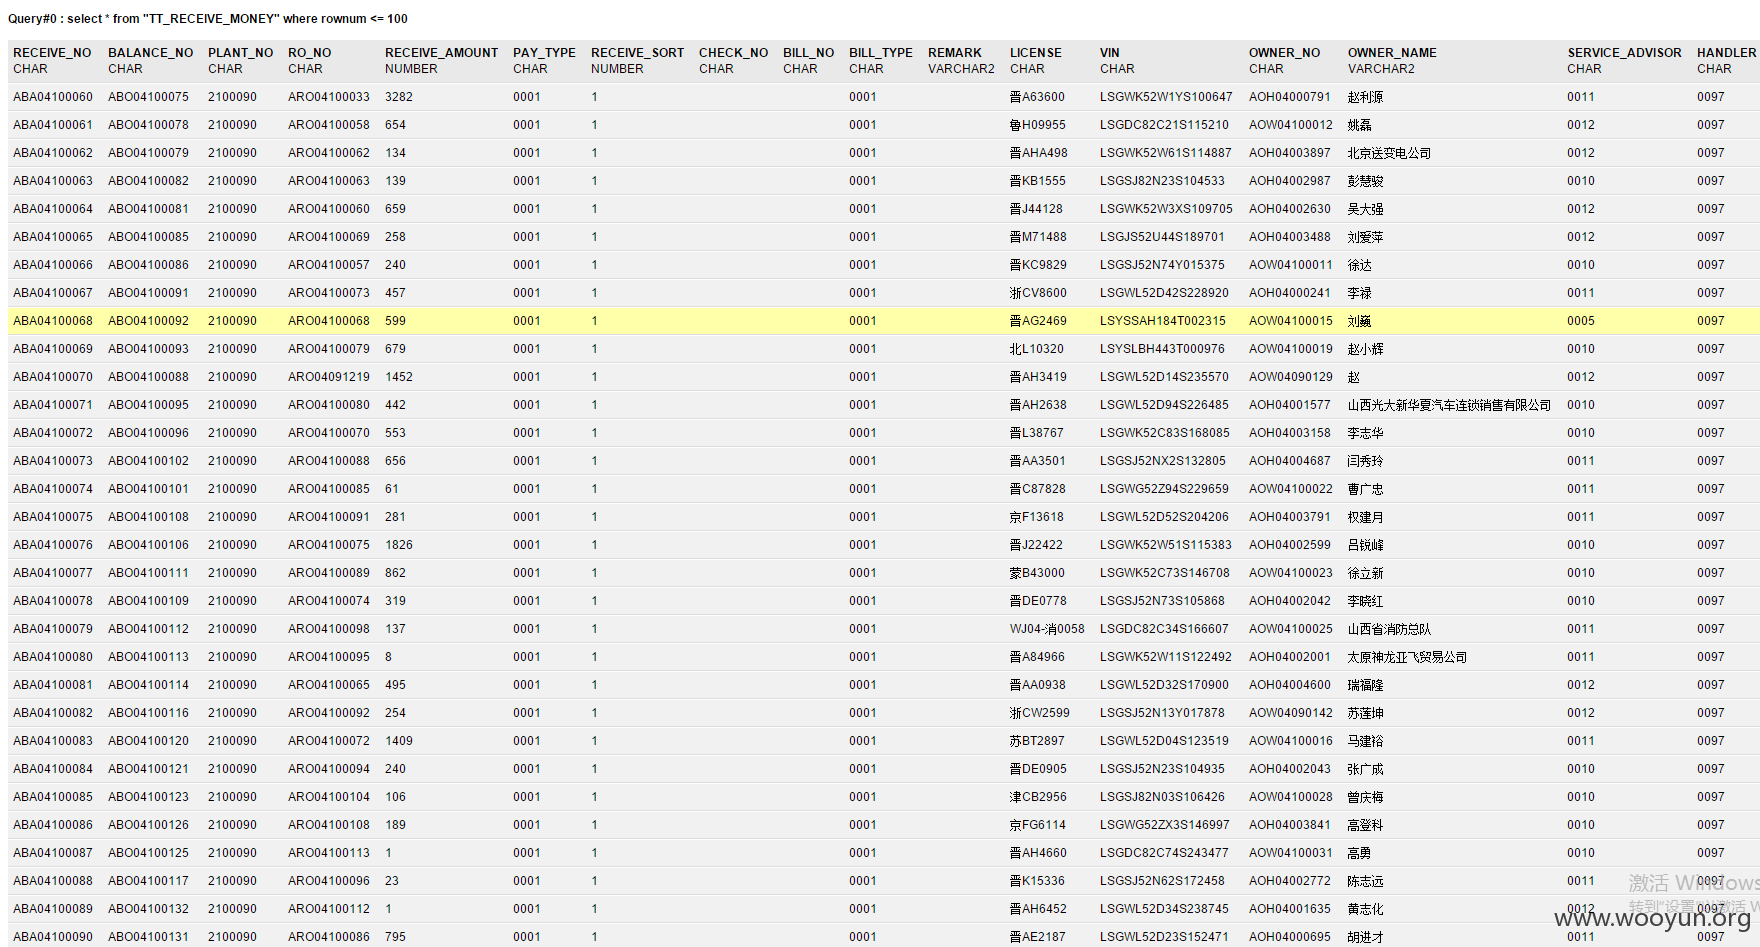 Query#0 : select * from "TT_RECEIVE_MONEY" where rownum <= 100
RECEIVE_NO BALANCE_NO PLANT_NO RO_NO RECEIVE_AMOUNT PAY_TYPE RECEIVE_SORT CHECK_NO BILL_NO BILL_TYPE REMARK LICENSE VIN OWNER_NO OWNER_NAME SERVICE_ADVISOR HANDLER
CHAR CHAR CHAR CHAR NUMBER CHAR NUMBER CHAR CHAR CHAR VARCHAR2 CHAR CHAR CHAR VARCHAR2 CHAR CHAR
ABA04100060 ABO04100075 2100090 ARO04100033 3282 0001 1 0001 晋A63600 LSGWK52W1YS100647 AOH04000791 赵利源 0011 0097
ABA04100061 ABO04100078 2100090 ARO04100058 654 0001 1 0001 鲁H09955 LSGDC82C21S115210 AOW04100012 姚磊 0012 0097
ABA04100062 ABO04100079 2100090 ARO04100062 134 0001 1 0001 晋AHA498 LSGWK52W61S114887 AOH04003897 北京送变电公司 0012 0097
ABA04100063 ABO04100082 2100090 ARO04100063 139 0001 1 0001 晋KB1555 LSGSJ82N23S104533 AOH04002987 彭慧骏 0010 0097
ABA04100064 ABO04100081 2100090 ARO04100060 659 0001 1 0001 晋J44128 LSGWK52W3XS109705 AOH04002630 吴大强 0012 0097
ABA04100065 ABO04100085 2100090 ARO04100069 258 0001 1 0001 晋M71488 LSGJS52U44S189701 AOH04003488 刘爱萍 0012 0097
ABA04100066 ABO04100086 2100090 ARO04100057 240 0001 1 0001 晋KC9829 LSGSJ52N74Y015375 AOW04100011 徐达 0010 0097
ABA04100067 ABO04100091 2100090 ARO04100073 457 0001 1 0001 浙CV8600 LSGWL52D42S228920 AOH04000241 李禄 0011 0097
ABA04100068 ABO04100092 2100090 ARO04100068 599 0001 1 0001 晋AG2469 LSYSSAH184T002315 AOW04100015 刘巍 0005 0097
ABA04100069 ABO04100093 2100090 ARO04100079 679 0001 1 0001 北L10320 LSYSLBH443T000976 AOW04100019 赵小辉 0010 0097
ABA04100070 ABO04100088 2100090 ARO04091219 1452 0001 1 0001 晋AH3419 LSGWL52D14S235570 AOW04090129 赵 0012 0097
ABA04100071 ABO04100095 2100090 ARO04100080 442 0001 1 0001 晋AH2638 LSGWL52D94S226485 AOH04001577 山西光大新华夏汽车连锁销售有限公司 0010 0097
ABA04100072 ABO04100096 2100090 ARO04100070 553 0001 1 0001 晋L38767 LSGWK52C83S168085 AOH04003158 李志华 0010 0097
ABA04100073 ABO04100102 2100090 ARO04100088 656 0001 1 0001 晋AA3501 LSGSJ52NX2S132805 AOH04004687 闫秀玲 0011 0097
ABA04100074 ABO04100101 2100090 ARO04100085 61 0001 1 0001 晋C87828 LSGWG52Z94S229659 AOW04100022 曹广忠 0011 0097
ABA04100075 ABO04100108 2100090 ARO04100091 281 0001 1 0001 京F13618 LSGWL52D52S204206 AOH04003791 权建月 0011 0097
ABA04100076 ABO04100106 2100090 ARO04100075 1826 0001 1 0001 晋J22422 LSGWK52W51S115383 AOH04002599 吕锐峰 0010 0097
ABA04100077 ABO04100111 2100090 ARO04100089 862 0001 1 0001 蒙B43000 LSGWK52C73S146708 AOW04100023 徐立新 0010 0097
ABA04100078 ABO04100109 2100090 ARO04100074 319 0001 1 0001 晋DE0778 LSGSJ52N73S105868 AOH04002042 李晓红 0010 0097
ABA04100079 ABO04100112 2100090 ARO04100098 137 0001 1 0001 WJ04-消0058 LSGDC82C34S166607 AOW04100025 山西省消防总队 0011 0097
ABA04100080 ABO04100113 2100090 ARO04100095 8 0001 1 0001 晋A84966 LSGWK52W11S122492 AOH04002001 太原神龙亚飞贸易公司 0011 0097
ABA04100081 ABO04100114 2100090 ARO04100065 495 0001 1 0001 晋AA0938 LSGWL52D32S170900 AOH04004600 瑞福隆 0012 0097
ABA04100082 ABO04100116 2100090 ARO04100092 254 0001 1 0001 浙CW2599 LSGSJ52N13Y017878 AOW04090142 苏莲坤 0012 0097
ABA04100083 ABO04100120 2100090 ARO04100072 1409 0001 1 0001 苏BT2897 LSGWL52D04S123519 AOW04100016 马建裕 0011 0097
ABA04100084 ABO04100121 2100090 ARO04100094 240 0001 1 0001 晋DE0905 LSGSJ52N23S104935 AOH04002043 张广成 0010 0097
ABA04100085 ABO04100123 2100090 ARO04100104 106 0001 1 0001 津CB2956 LSGSJ82N03S106426 AOW04100028 曾庆梅 0010 0097
ABA04100086 ABO04100126 2100090 ARO04100108 189 0001 1 0001 京FG6114 LSGWG52ZX3S146997 AOH04003841 高登科 0010 0097
ABA04100087 ABO04100125 2100090 ARO04100113 1 0001 1 0001 晋AH4660 LSGDC82C74S243477 AOW04100031 高勇 0010 0097
ABA04100088 ABO04100117 2100090 ARO04100096 23 0001 1 0001 晋K15336 LSGSJ52N62S172458 AOH04002772 陈志远 0011 0097
激活 Windows
ABA04100089 ABO04100132 2100090 ARO04100112 1 0001 1 0001 晋AH6452 LSGWL52D34S238745 AOH04001635 黄志化 0012 0097
转到"设置"以激活 W
www.wooyun.org
ABA04100090 ABO04100131 2100090 ARO04100086 795 0001 1 0001 晋AE2187 LSGWL52D23S152471 AOH04000695 胡进才 0011 0097